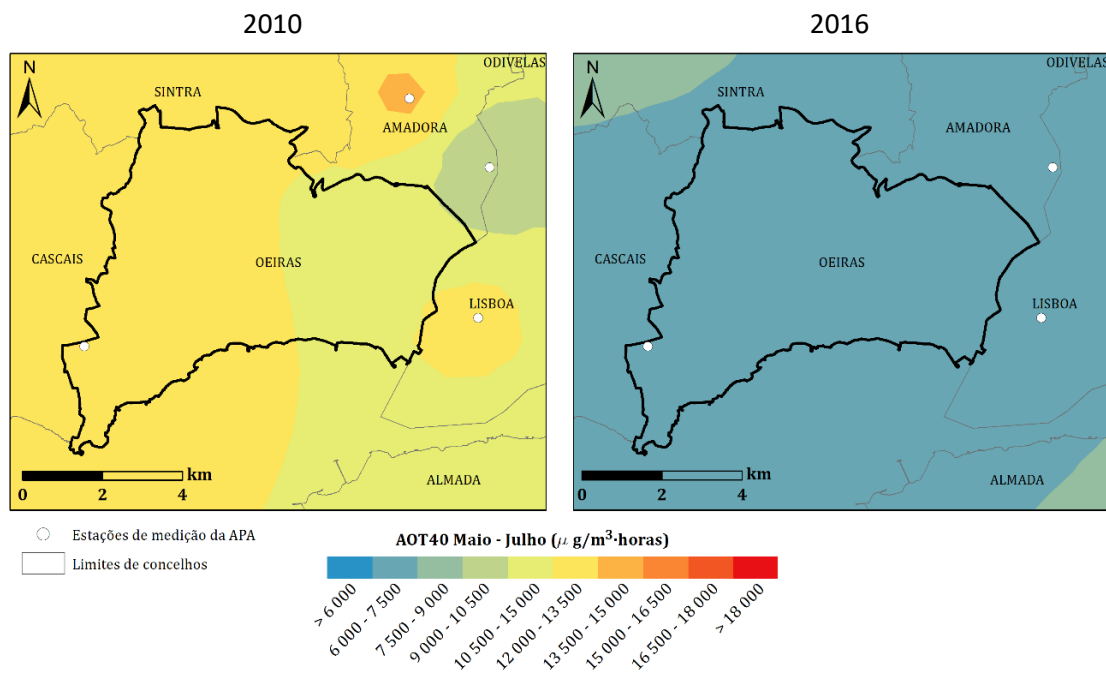 2010
2016
N
ODIVELAS
SINTRA
AMADORA
CASCAIS
OEIRAS
LISBOA
ALMADA
km
0 2 4
N
ODIVELAS
SINTRA
AMADORA
CASCAIS
OEIRAS
LISBOA
ALMADA
km
0 2 4
Estações de medição da APA
Limites de concelhos
AOT40 Maio - Julho (μ g/m³·horas)
> 6 000
6 000 - 7 500
7 500 - 9 000
9 000 - 10 500
10 500 - 15 000
12 000 - 13 500
13 500 - 15 000
15 000 - 16 500
16 500 - 18 000
> 18 000